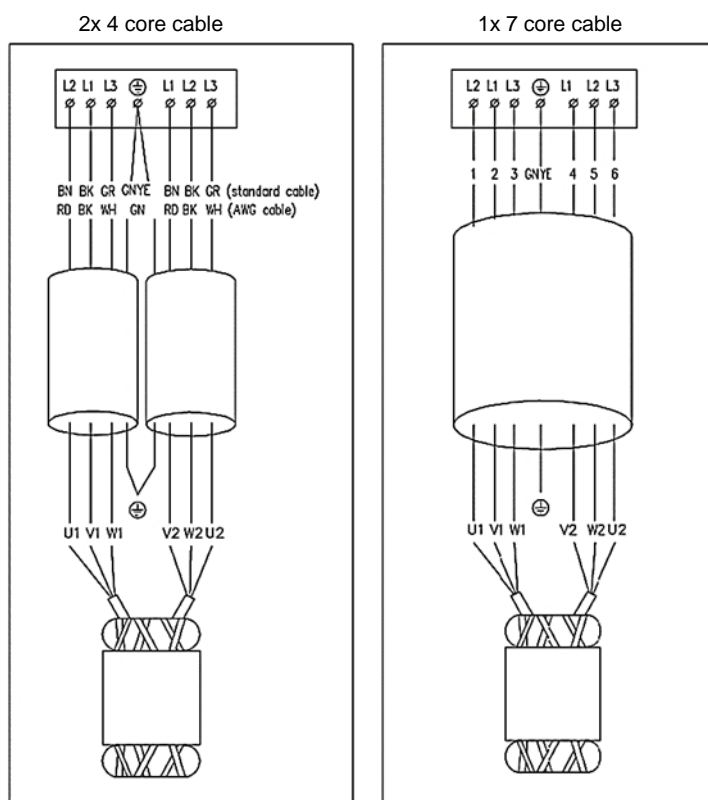 2x 4 core cable
L2 L1 L3 L1 L2 L3
BN BK GR GNYE BN BK GR (standard cable)
RD BK WH GN RD BK WH (AWG cable)
U1 V1 W1 V2 W2 U2
1x 7 core cable
L2 L1 L3 L1 L2 L3
1 2 3 GNYE 4 5 6
U1 V1 W1 V2 W2 U2